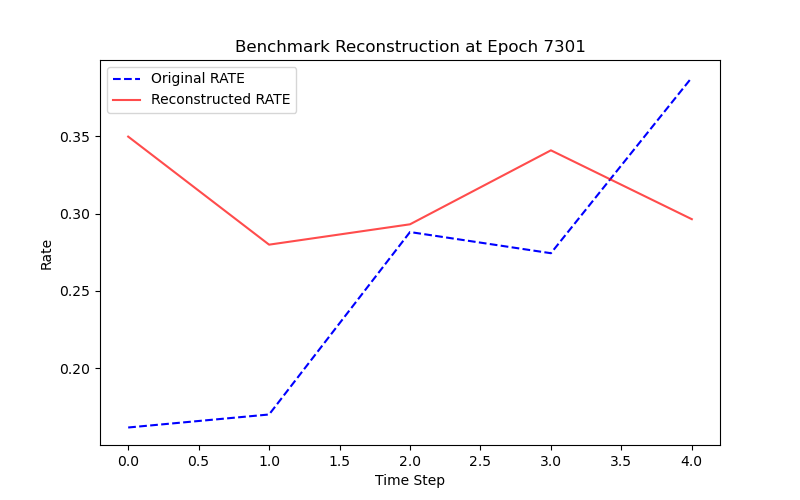 Benchmark Reconstruction at Epoch 7301
Original RATE
Reconstructed RATE
0.35
0.30
0.25
0.20
Rate
0.0 0.5 1.0 1.5 2.0 2.5 3.0 3.5 4.0
Time Step